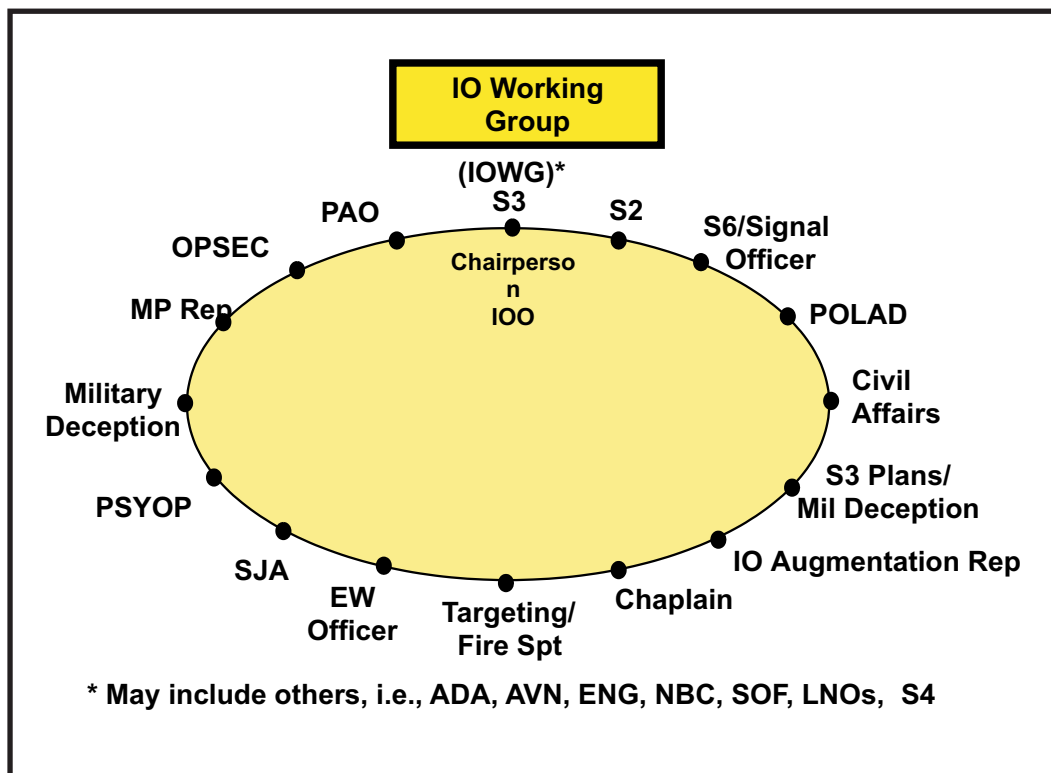 IO Working
Group
(IOWG)*
S3
S2
PAO
S6/Signal
Officer
OPSEC
Chairperso
n
IOO
MP Rep
POLAD
Military
Deception
Civil
Affairs
S3 Plans/
Mil Deception
PSYOP
IO Augmentation Rep
SJA
EW
Officer
Chaplain
Targeting/
Fire Spt
* May include others, i.e., ADA, AVN, ENG, NBC, SOF, LNOs, S4